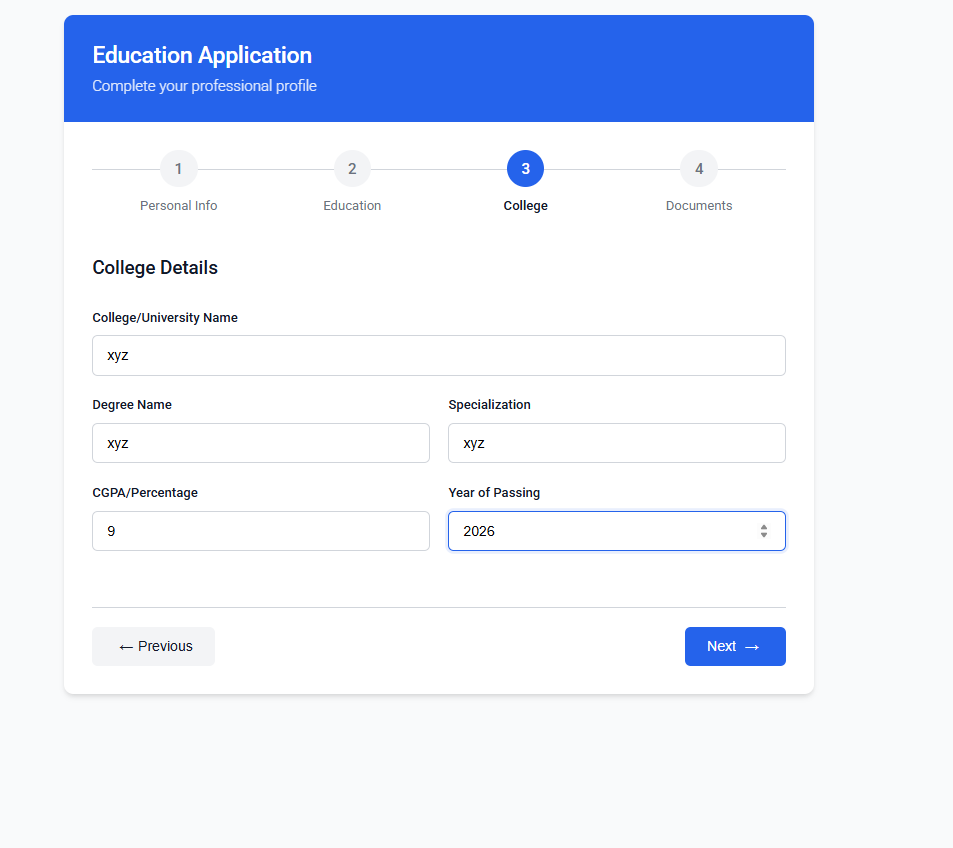 Education Application
Complete your professional profile
1 2 3 4
Personal Info Education College Documents
College Details
College/University Name
xyz
Degree Name Specialization
xyz xyz
CGPA/Percentage Year of Passing
9 2026
← Previous Next →